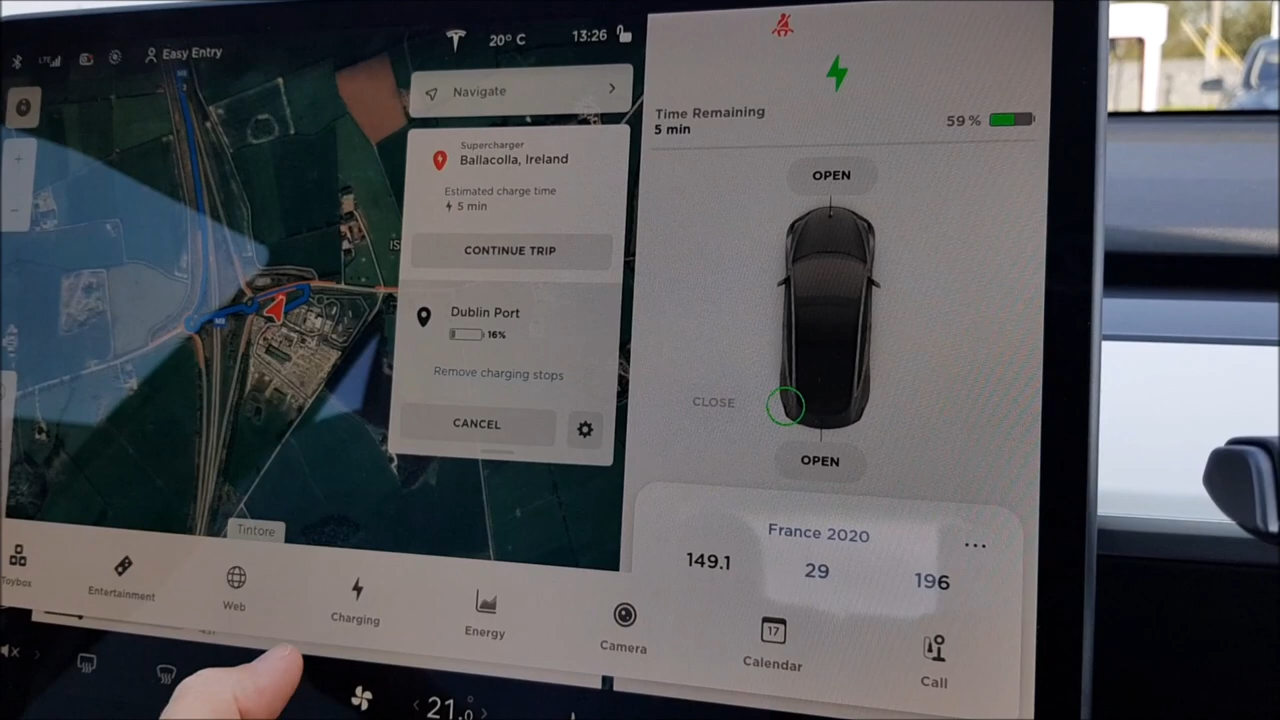 LTE
Easy Entry
20° C
13:26
Navigate
Supercharger
Ballacolla, Ireland
Estimated charge time
5 min
CONTINUE TRIP
Dublin Port
16%
Remove charging stops
CANCEL
Tintore
Time Remaining
5 min
59 %
OPEN
CLOSE
OPEN
France 2020
...
149.1
29
196
Toybox
Entertainment
Web
Charging
Energy
Camera
17
Calendar
Call
21.0